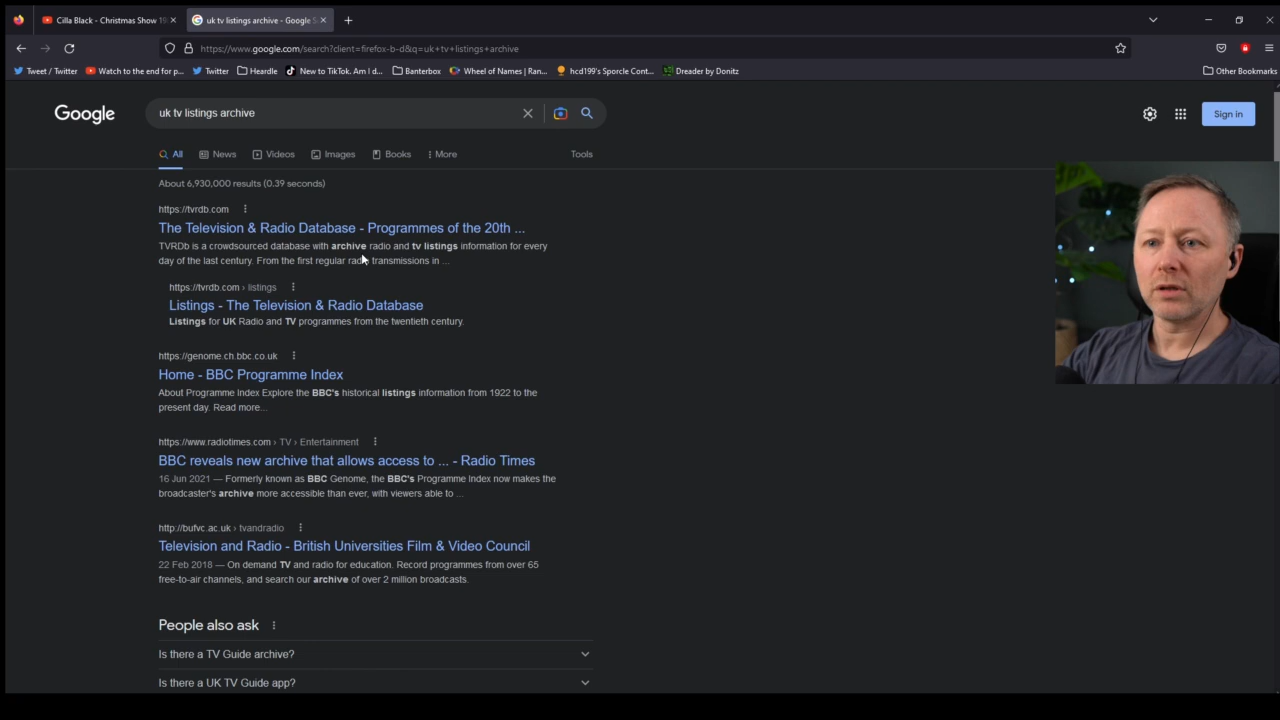 Cilla Black - Christmas Show 19
uk tv listings archive - Google S
https://www.google.com/search?client=firefox-b-d&q=uk+tv+listings+archive
Tweet / Twitter
Watch to the end for p...
Twitter
Heardle
New to TikTok. Am I d...
Banterbox
Wheel of Names | Ran...
hcd199's Sporcle Cont...
Dreader by Donitz
Other Bookmarks
Google
uk tv listings archive
Sign in
All
News
Videos
Images
Books
More
Tools
About 6,930,000 results (0.39 seconds)
https://tvrdb.com
The Television & Radio Database - Programmes of the 20th ...
TVRDb is a crowdsourced database with archive radio and tv listings information for every
day of the last century. From the first regular radio transmissions in ...
https://tvrdb.com › listings
Listings - The Television & Radio Database
Listings for UK Radio and TV programmes from the twentieth century.
https://genome.ch.bbc.co.uk
Home - BBC Programme Index
About Programme Index Explore the BBC's historical listings information from 1922 to the
present day. Read more...
https://www.radiotimes.com › TV › Entertainment
BBC reveals new archive that allows access to ... - Radio Times
16 Jun 2021 — Formerly known as BBC Genome, the BBC's Programme Index now makes the
broadcaster's archive more accessible than ever, with viewers able to ...
http://bufvc.ac.uk › tvandradio
Television and Radio - British Universities Film & Video Council
22 Feb 2018 — On demand TV and radio for education. Record programmes from over 65
free-to-air channels, and search our archive of over 2 million broadcasts.
People also ask
Is there a TV Guide archive?
Is there a UK TV Guide app?